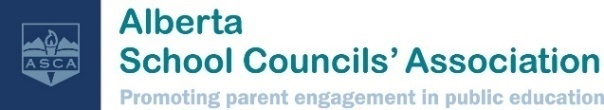 ASCA
Alberta
School Councils' Association
Promoting parent engagement in public education